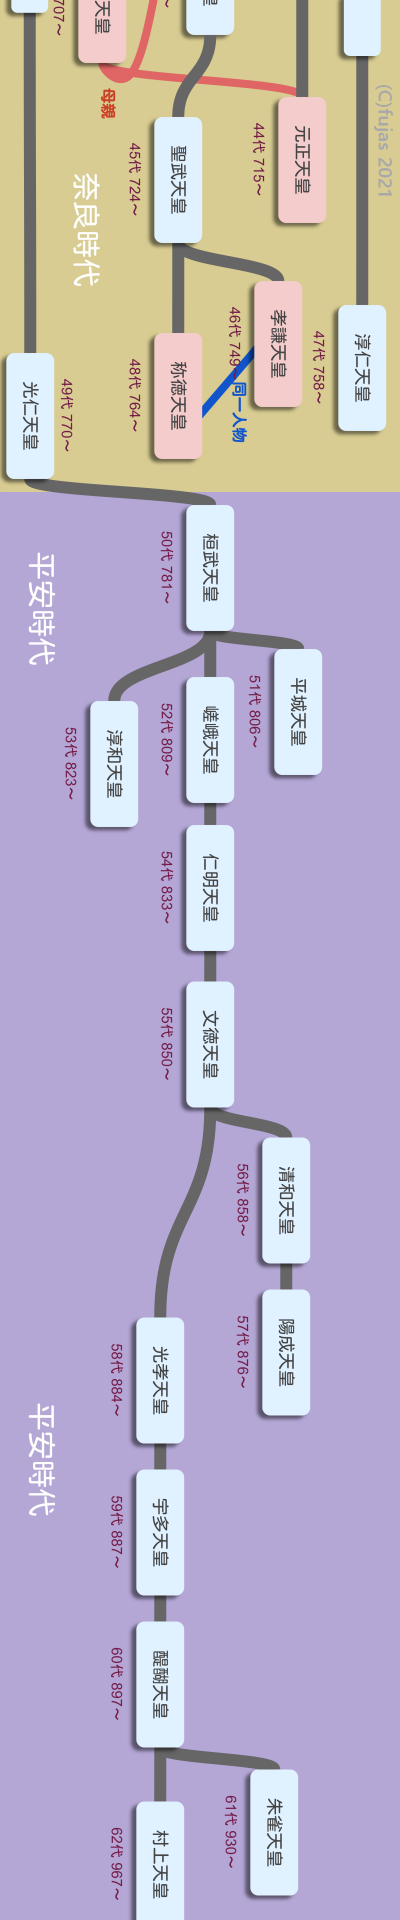 707〜
天皇
皇
母親
(C)fujas 2021
元正天皇
44代 715〜
聖武天皇
45代 724〜
奈良時代
孝謙天皇
46代 749〜
同一人物
淳仁天皇
47代 758〜
称徳天皇
48代 764〜
光仁天皇
49代 770〜
桓武天皇
50代 781〜
平安時代
平城天皇
51代 806〜
嵯峨天皇
52代 809〜
淳和天皇
53代 823〜
仁明天皇
54代 833〜
文徳天皇
55代 850〜
清和天皇
56代 858〜
陽成天皇
57代 876〜
光孝天皇
58代 884〜
平安時代
宇多天皇
59代 887〜
醍醐天皇
60代 897〜
朱雀天皇
61代 930〜
村上天皇
62代 967〜